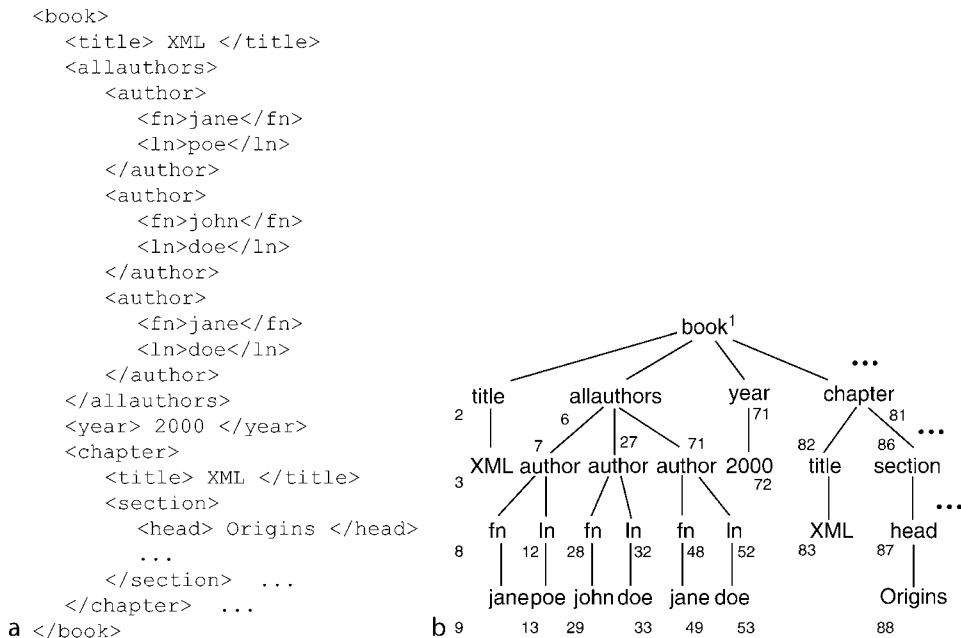 <book>
<title> XML </title>
<allauthors>
<author>
<fn>jane</fn>
<ln>poe</ln>
</author>
<author>
<fn>john</fn>
<ln>doe</ln>
</author>
<author>
<fn>jane</fn>
<ln>doe</ln>
</author>
</allauthors>
<year> 2000 </year>
<chapter>
<title> XML </title>
<section>
<head> Origins </head>
...
</section> ...
</chapter> ...
a </book>
book 1
...
title allauthors year chapter
2 6 71 81
...
7 27 71 82 86
XML author author author 2000 title section
3 72
...
fn ln fn ln fn ln XML head
8 12 28 32 48 52 83 87
jane poe john doe jane doe Origins
b 9 13 29 33 49 53 88